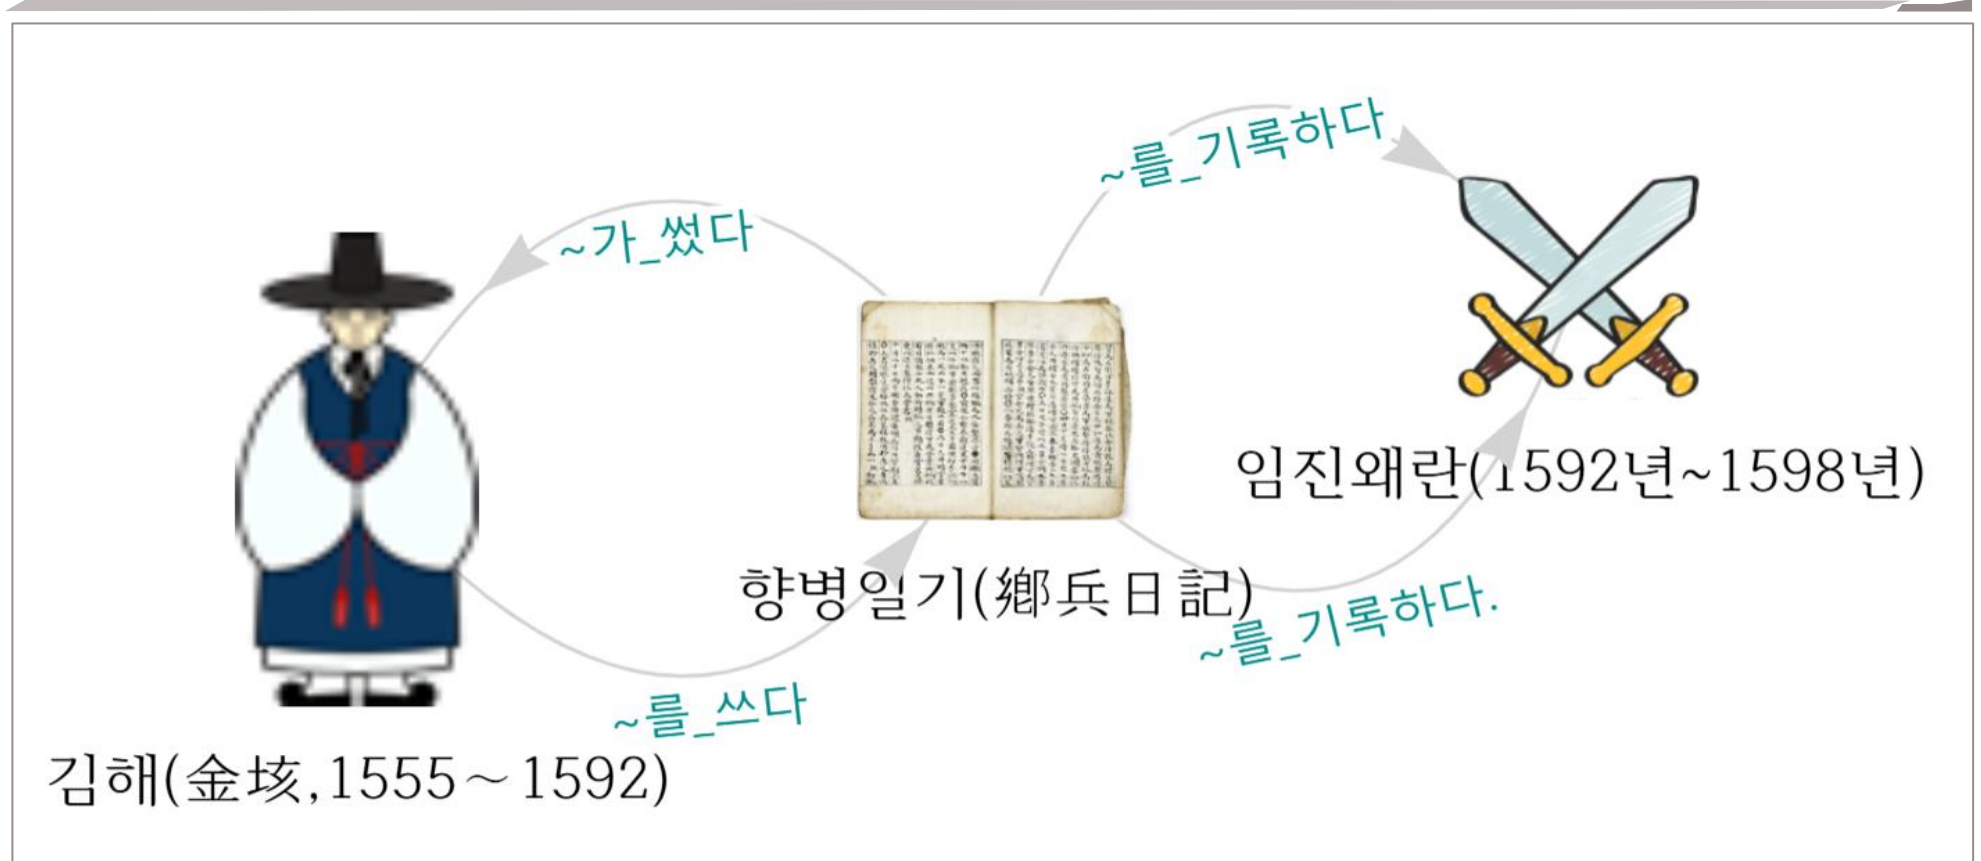 ~를_기록하다
~가_썼다
임진왜란(1592년~1598년)
향병일기(鄕兵日記)
~를_기록하다.
~를_쓰다
김해(金垓,1555～1592)